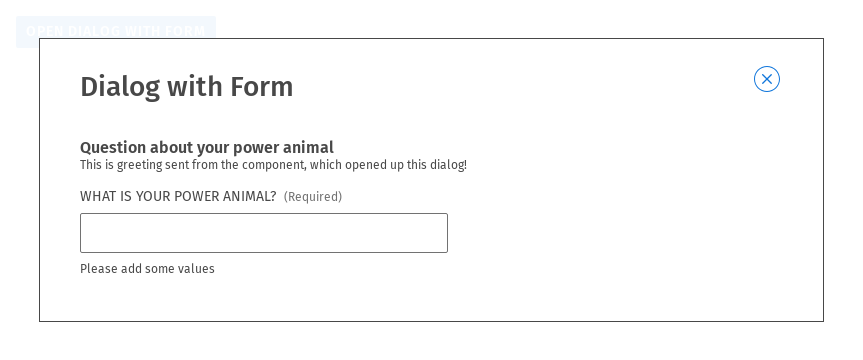 OPEN DIALOG WITH FORM
Dialog with Form
Question about your power animal
This is greeting sent from the component, which opened up this dialog!
WHAT IS YOUR POWER ANIMAL? (Required)
Please add some values